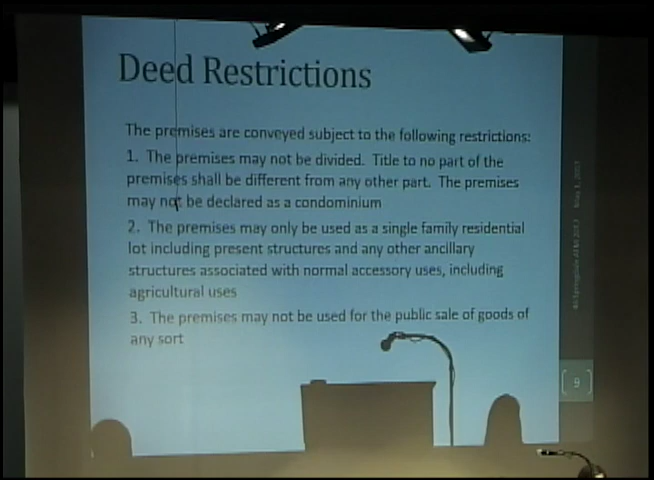 Deed Restrictions
The premises are conveyed subject to the following restrictions:
1. The premises may not be divided. Title to no part of the
premises shall be different from any other part. The premises
may not be declared as a condominium
2. The premises may only be used as a single family residential
lot including present structures and any other ancillary
structures associated with normal accessory uses, including
agricultural uses
3. The premises may not be used for the public sale of goods of
any sort
9